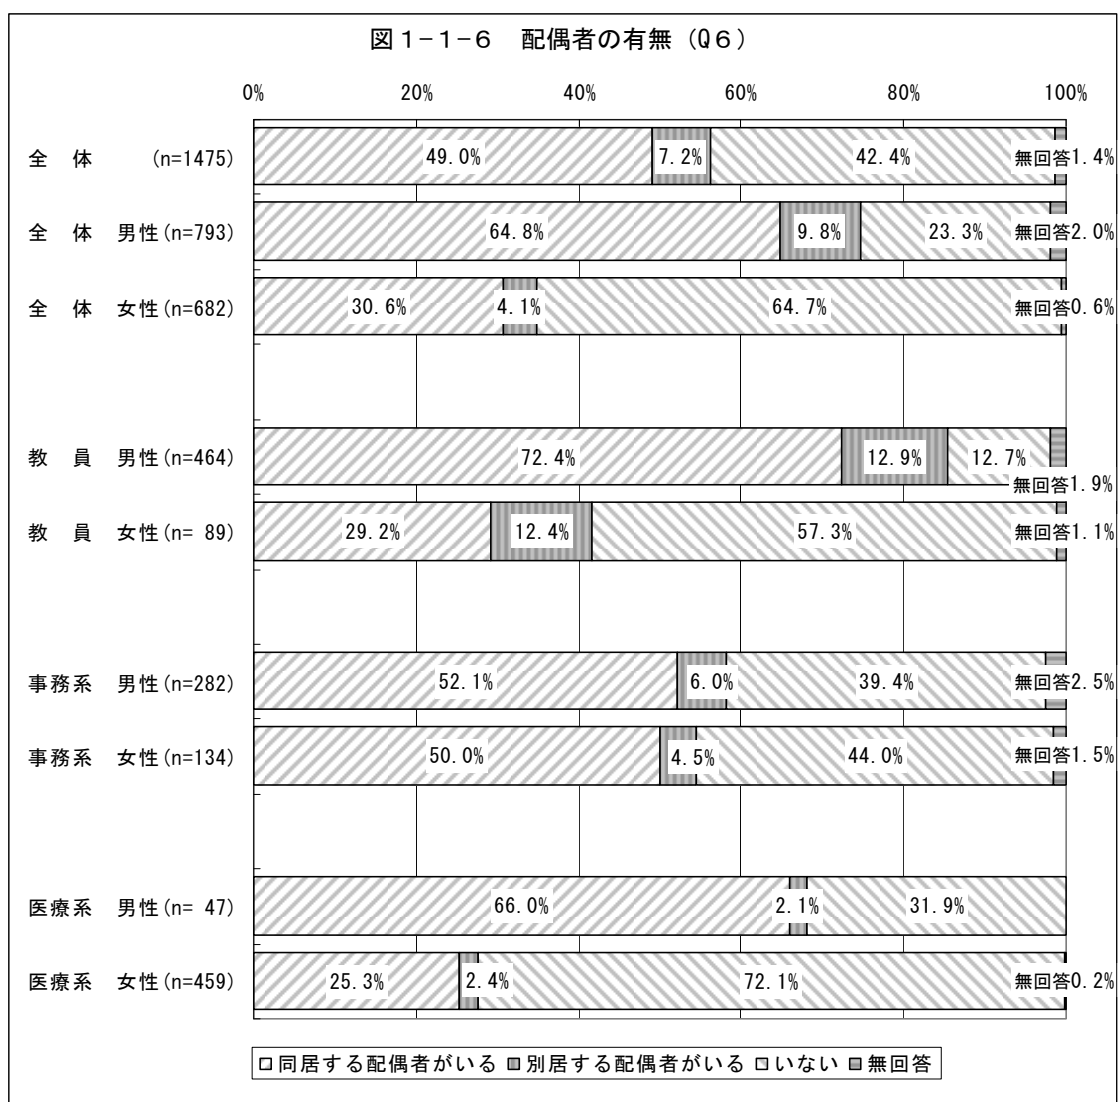 図1-1-6 配偶者の有無(Q6)
0% 20% 40% 60% 80% 100%
全 体 (n=1475) 49.0% 7.2% 42.4% 無回答1.4%
全 体 男性(n=793) 64.8% 9.8% 23.3% 無回答2.0%
全 体 女性(n=682) 30.6% 4.1% 64.7% 無回答0.6%
教 員 男性(n=464) 72.4% 12.9% 12.7% 無回答1.9%
教 員 女性(n= 89) 29.2% 12.4% 57.3% 無回答1.1%
事務系 男性(n=282) 52.1% 6.0% 39.4% 無回答2.5%
事務系 女性(n=134) 50.0% 4.5% 44.0% 無回答1.5%
医療系 男性(n= 47) 66.0% 2.1% 31.9%
医療系 女性(n=459) 25.3% 2.4% 72.1% 無回答0.2%
同居する配偶者がいる 別居する配偶者がいる いない 無回答